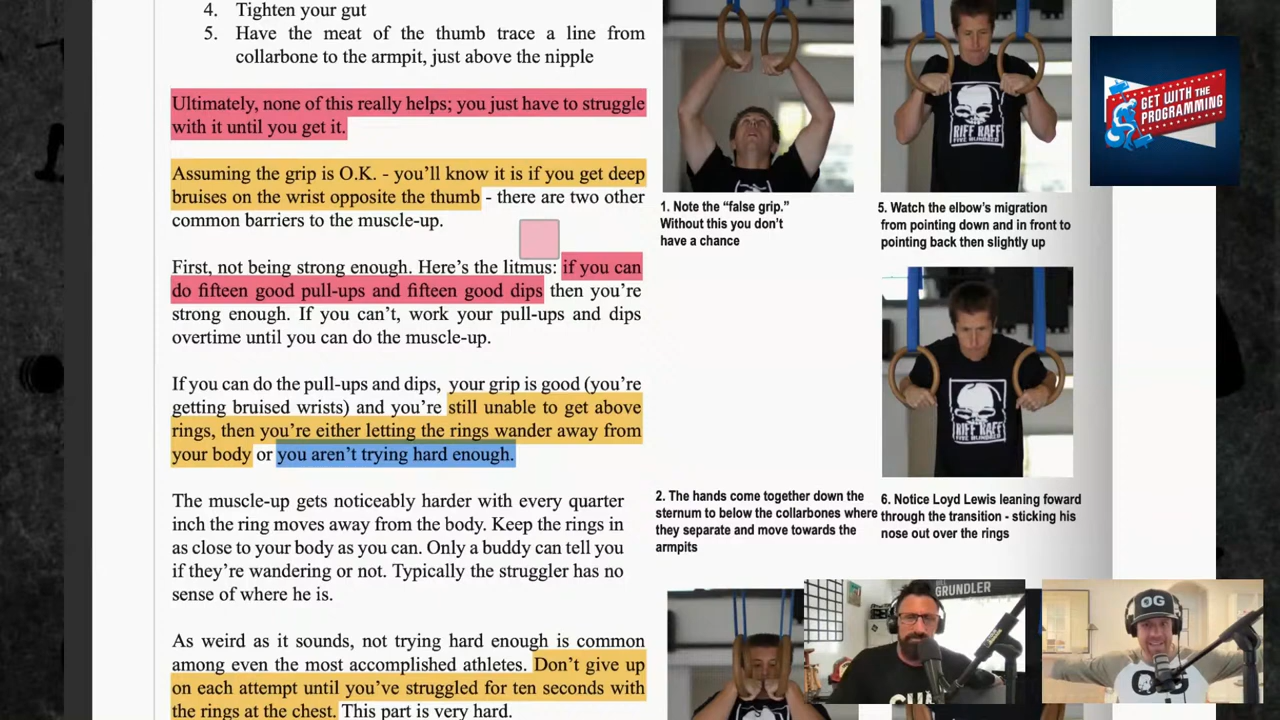 4. Tighten your gut
5. Have the meat of the thumb trace a line from
collarbone to the armpit, just above the nipple
Ultimately, none of this really helps; you just have to struggle
with it until you get it.
Assuming the grip is O.K. - you’ll know it is if you get deep
bruises on the wrist opposite the thumb - there are two other
common barriers to the muscle-up.
First, not being strong enough. Here’s the litmus: if you can
do fifteen good pull-ups and fifteen good dips then you’re
strong enough. If you can’t, work your pull-ups and dips
overtime until you can do the muscle-up.
If you can do the pull-ups and dips, your grip is good (you’re
getting bruised wrists) and you’re still unable to get above
rings, then you’re either letting the rings wander away from
your body or you aren’t trying hard enough.
The muscle-up gets noticeably harder with every quarter
inch the ring moves away from the body. Keep the rings in
as close to your body as you can. Only a buddy can tell you
if they’re wandering or not. Typically the struggler has no
sense of where he is.
As weird as it sounds, not trying hard enough is common
among even the most accomplished athletes. Don’t give up
on each attempt until you’ve struggled for ten seconds with
the rings at the chest. This part is very hard.
1. Note the “false grip.”
Without this you don’t
have a chance
2. The hands come together down the
sternum to below the collarbones where
they separate and move towards the
armpits
RIFF RAFF
FIVE HUNDRED
5. Watch the elbow’s migration
from pointing down and in front to
pointing back then slightly up
RIFF RAFF
FIVE HUNDRED
6. Notice Loyd Lewis leaning foward
through the transition - sticking his
nose out over the rings
GET WITH THE
PROGRAMMING
GRUNDLER
OG